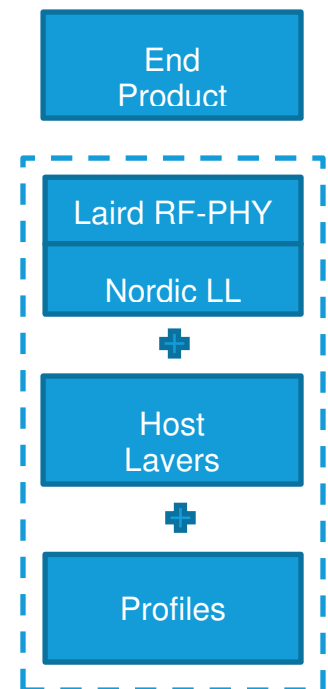 End
Product
Laird RF-PHY
Nordic LL
Host
Layers
Profiles